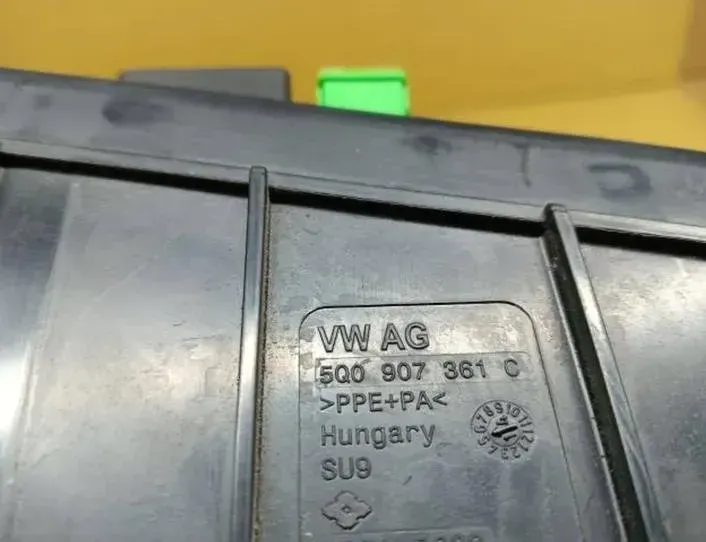 VW AG
5Q0 907 361 C
>PPE+PA<
Hungary
SU9